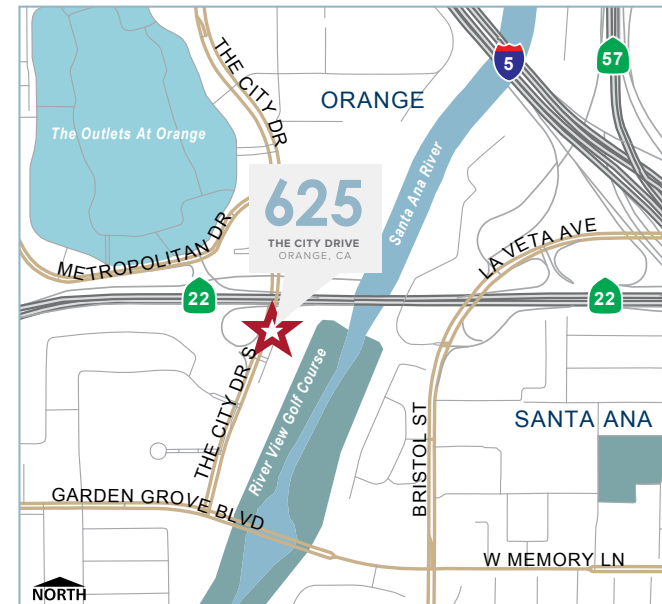 THE CITY DR
5
57
ORANGE
The Outlets At Orange
625
THE CITY DRIVE
ORANGE, CA
Santa Ana River
LA VETA AVE
METROPOLITAN DR
22
22
THE CITY DR S
River View Golf Course
BRISTOL ST
SANTA ANA
GARDEN GROVE BLVD
W MEMORY LN
NORTH